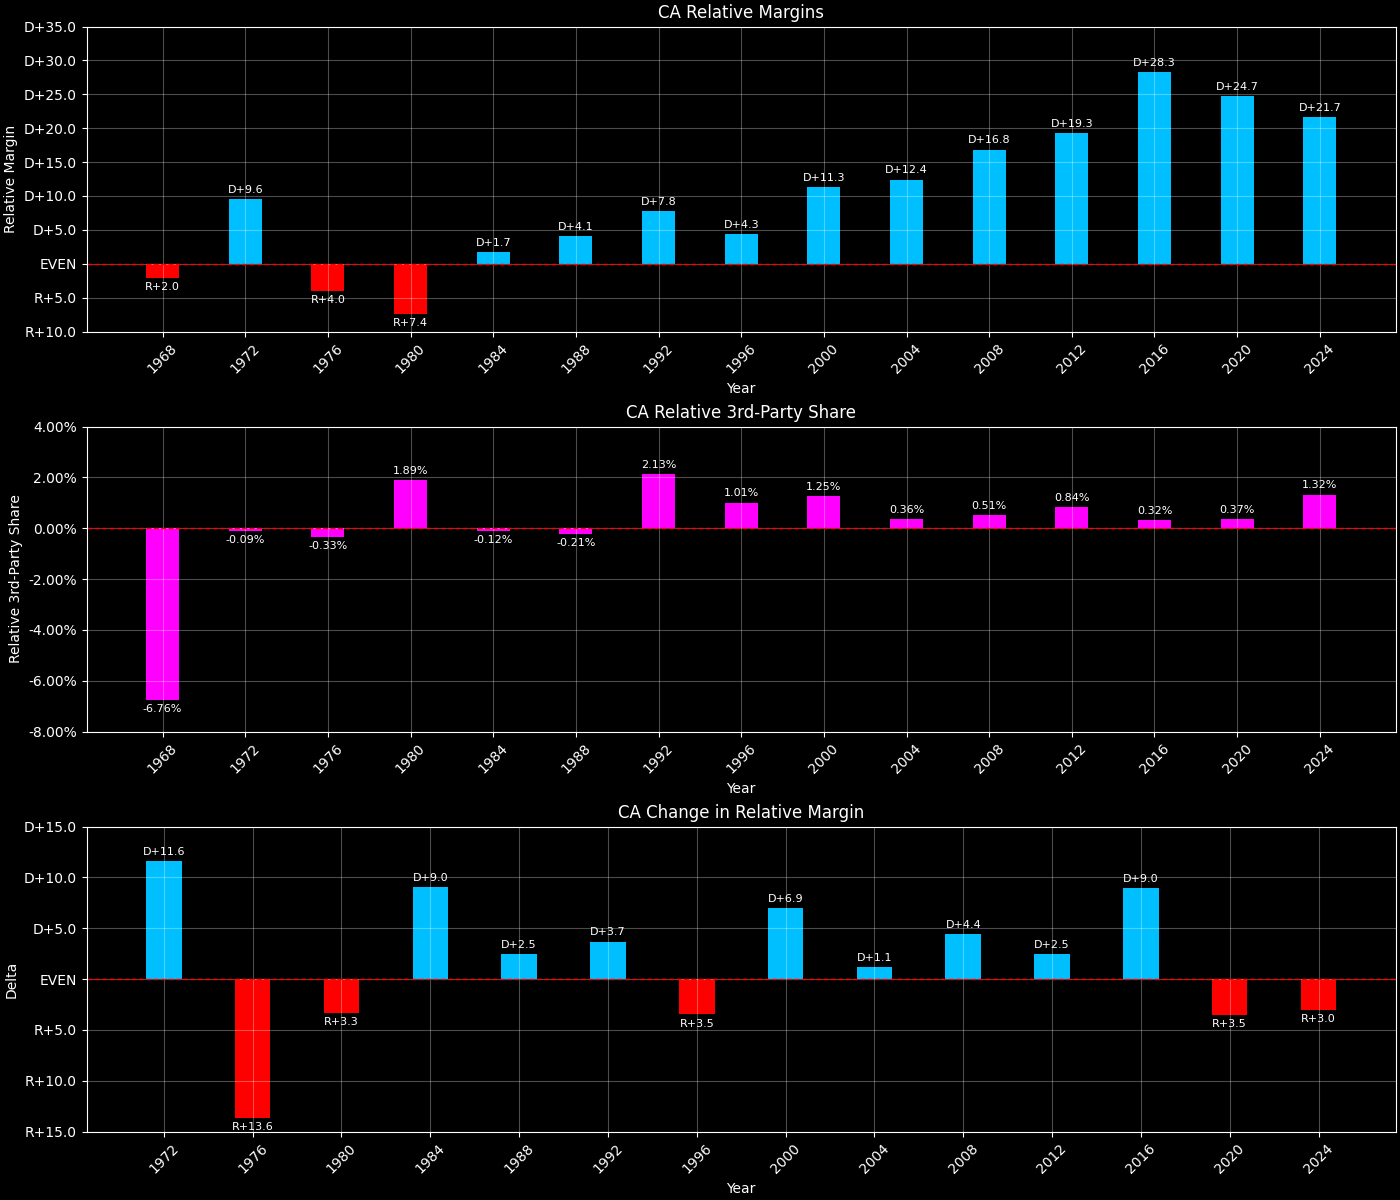 CA Relative Margins
Relative Margin
D+35.0
D+30.0
D+25.0
D+20.0
D+15.0
D+10.0
D+5.0
EVEN
R+5.0
R+10.0
R+2.0
D+9.6
R+4.0
R+7.4
D+1.7
D+4.1
D+7.8
D+4.3
D+11.3
D+12.4
D+16.8
D+19.3
D+28.3
D+24.7
D+21.7
1968 1972 1976 1980 1984 1988 1992 1996 2000 2004 2008 2012 2016 2020 2024
Year
CA Relative 3rd-Party Share
Relative 3rd-Party Share
4.00%
2.00%
0.00%
-2.00%
-4.00%
-6.00%
-8.00%
-6.76%
-0.09%
-0.33%
1.89%
-0.12%
-0.21%
2.13%
1.01%
1.25%
0.36%
0.51%
0.84%
0.32%
0.37%
1.32%
1968 1972 1976 1980 1984 1988 1992 1996 2000 2004 2008 2012 2016 2020 2024
Year
CA Change in Relative Margin
Delta
D+15.0
D+10.0
D+5.0
EVEN
R+5.0
R+10.0
R+15.0
D+11.6
R+13.6
R+3.3
D+9.0
D+2.5
D+3.7
R+3.5
D+6.9
D+1.1
D+4.4
D+2.5
D+9.0
R+3.5
R+3.0
1972 1976 1980 1984 1988 1992 1996 2000 2004 2008 2012 2016 2020 2024
Year